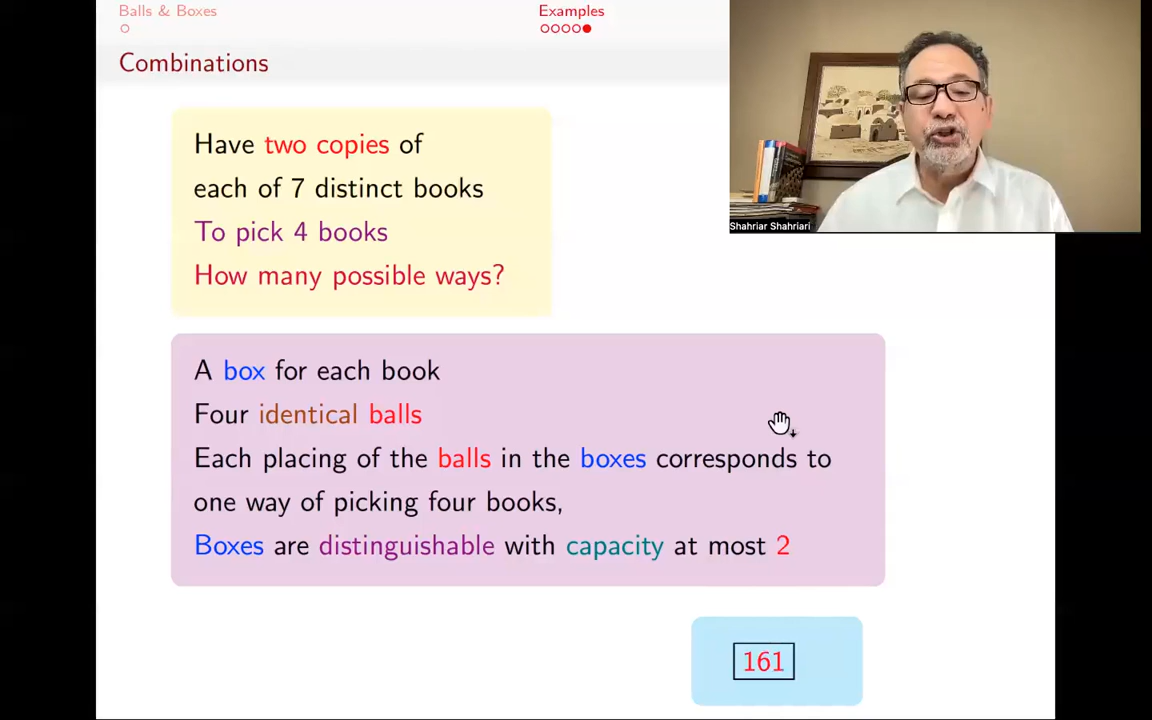 Balls & Boxes
Examples
Combinations
Have two copies of
each of 7 distinct books
To pick 4 books
How many possible ways?
Shahriar Shahriari
A box for each book
Four identical balls
Each placing of the balls in the boxes corresponds to
one way of picking four books,
Boxes are distinguishable with capacity at most 2
161